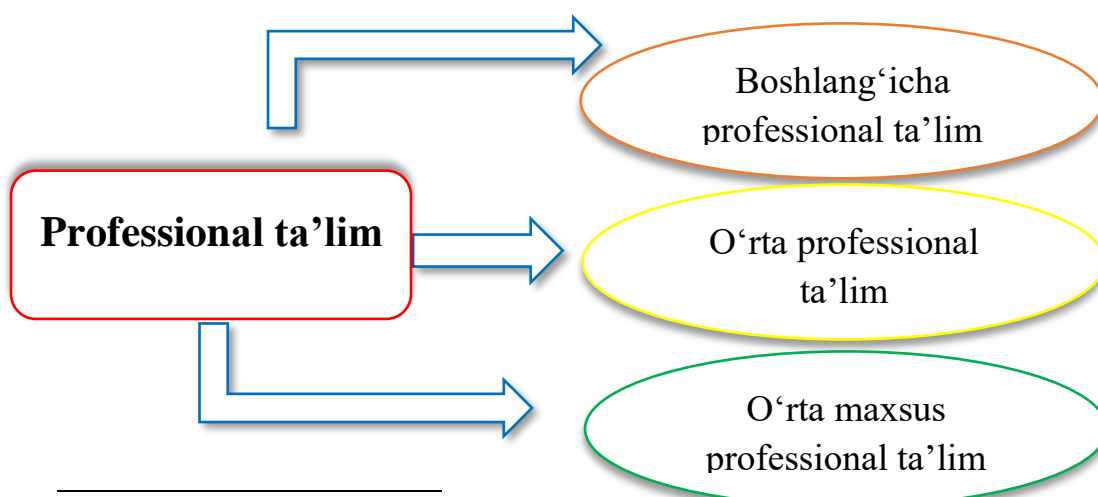 Boshlang‘icha
professional ta’lim
Professional ta’lim
O‘rta professional
ta’lim
O‘rta maxsus
professional ta’lim